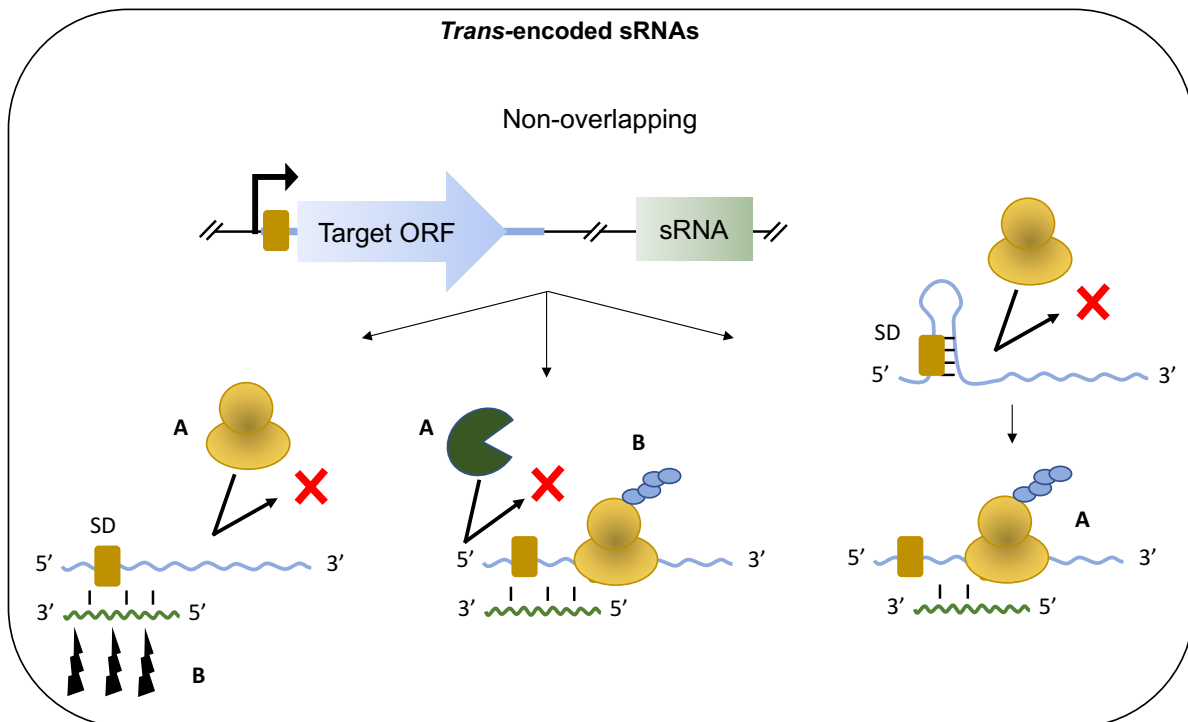 Trans-encoded sRNAs
Non-overlapping
Target ORF
sRNA
SD
5’
3’
A
SD
5’
3’
3’
5’
B
A
B
5’
3’
3’
5’
A
5’
3’
3’
5’